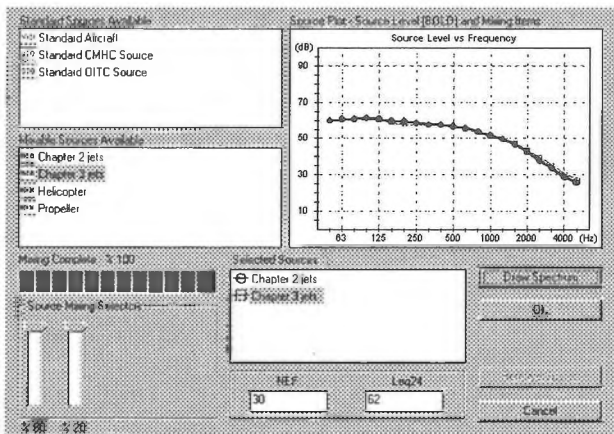 Standard Sources Available
Standard Aircraft
Standard CMHC Source
Standard OITC Source
Mixable Sources Available
Chapter 2 jets
Chapter 3 jets
Helicopter
Propeller
Source Plot - Source Level [BOLD] and Mixing Items
Source Level vs Frequency
(dB)
90
70
50
30
10
63 125 250 500 1000 2000 4000 (Hz)
Mixing Complete % 100
Source Mixing Selectors
% 80 % 20
Selected Sources
Chapter 2 jets
Chapter 3 jets
NEF
30
Leq24
62
Draw Spectrum
Cancel